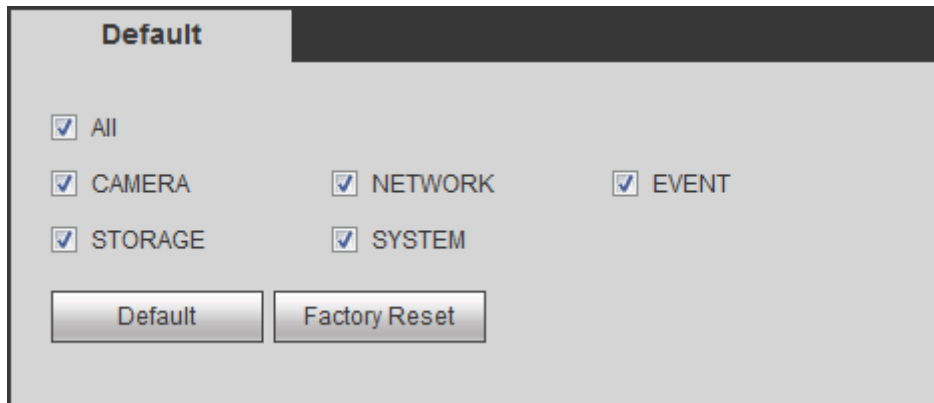 Default
All
CAMERA NETWORK EVENT
STORAGE SYSTEM
Default Factory Reset